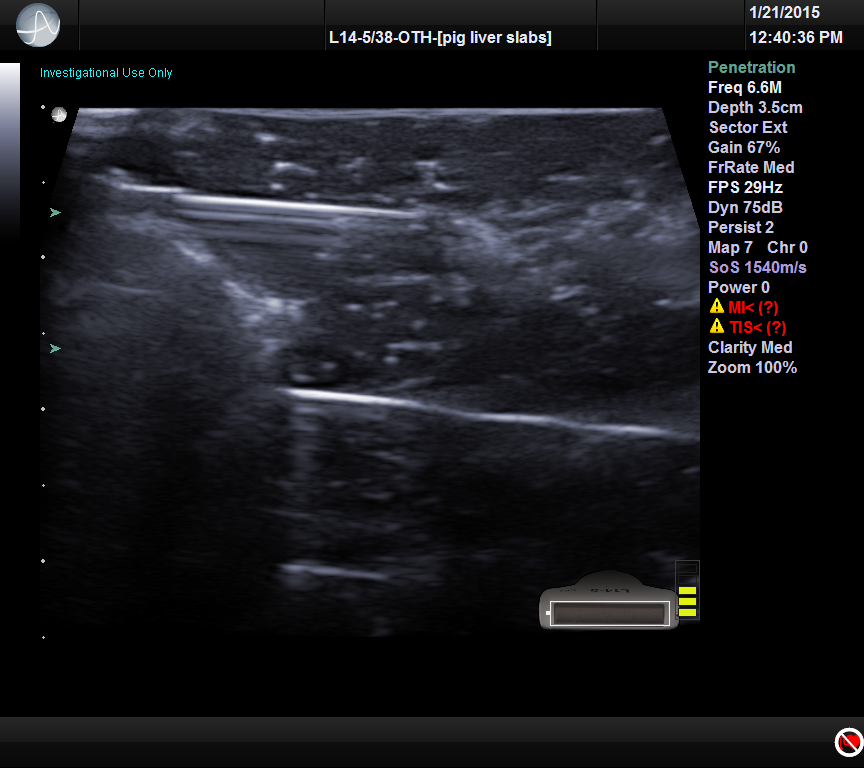 1/21/2015
L14-5/38-OTH-[pig liver slabs]
12:40:36 PM
Investigational Use Only
Penetration
Freq 6.6M
Depth 3.5cm
Sector Ext
Gain 67%
FrRate Med
FPS 29Hz
Dyn 75dB
Persist 2
Map 7 Chr 0
SoS 1540m/s
Power 0
MI< (?)
TIS< (?)
Clarity Med
Zoom 100%
L14-5